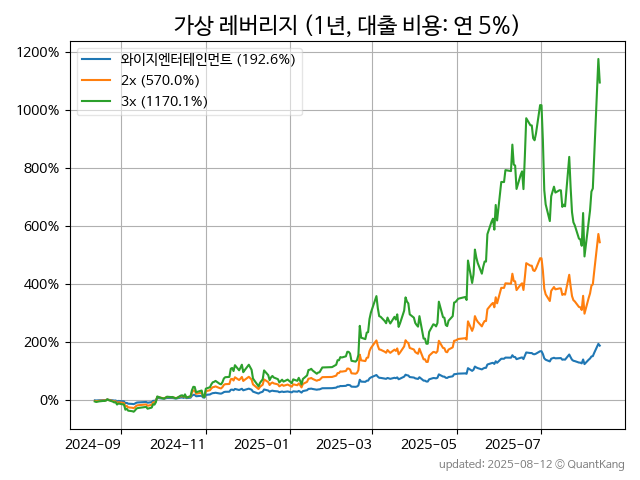 가상 레버리지 (1년, 대출 비용: 연 5%)
1200%
1000%
800%
600%
400%
200%
0%
와이지엔터테인먼트 (192.6%)
2x (570.0%)
3x (1170.1%)
2024-09 2024-11 2025-01 2025-03 2025-05 2025-07
updated: 2025-08-12 © QuantKang